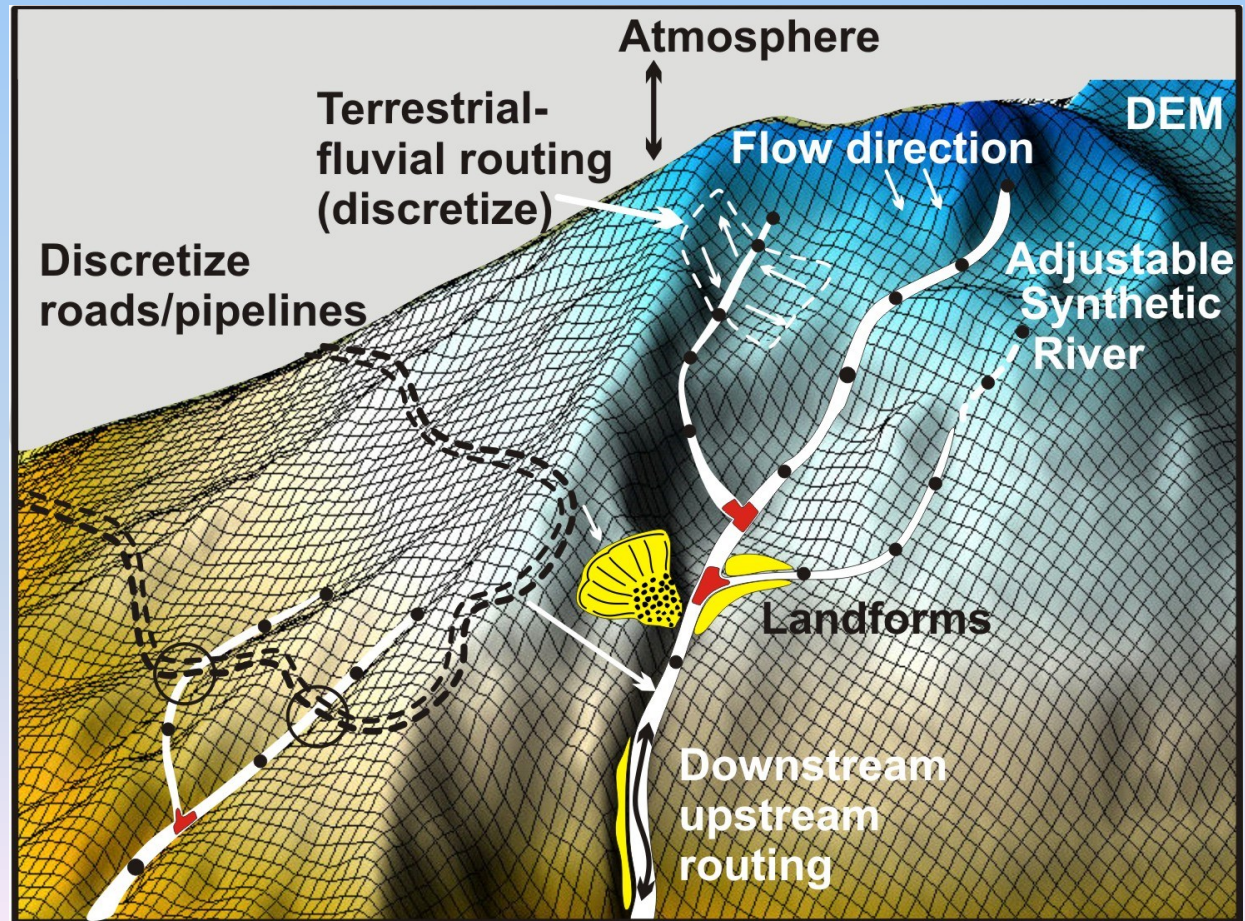 Atmosphere
Terrestrial-
fluvial routing
(discretize)
DEM
Flow direction
Discretize
roads/pipelines
Adjustable
Synthetic
River
Landforms
Downstream
upstream
routing